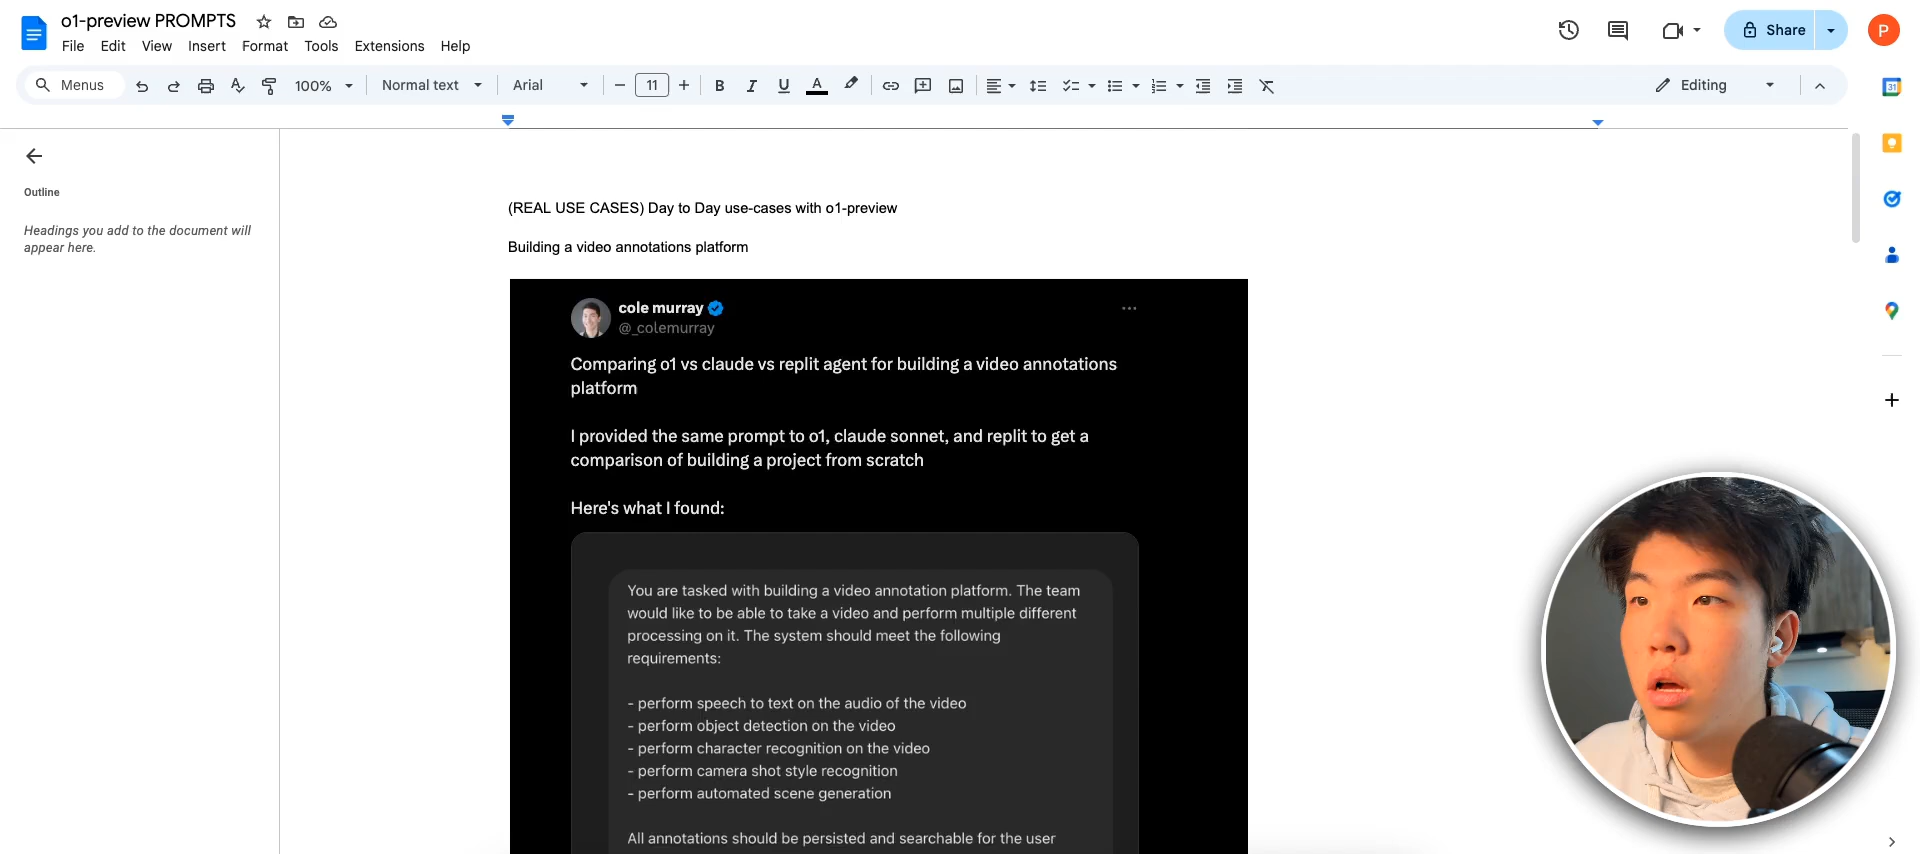 o1-preview PROMPTS
File Edit View Insert Format Tools Extensions Help
Share
P
Menus
100%
Normal text
Arial
11
B
I
U
A
Editing
31
Outline
Headings you add to the document will
appear here.
(REAL USE CASES) Day to Day use-cases with o1-preview
Building a video annotations platform
cole murray
@_colemurray
Comparing o1 vs claude vs replit agent for building a video annotations
platform
I provided the same prompt to o1, claude sonnet, and replit to get a
comparison of building a project from scratch
Here's what I found:
You are tasked with building a video annotation platform. The team
would like to be able to take a video and perform multiple different
processing on it. The system should meet the following
requirements:
- perform speech to text on the audio of the video
- perform object detection on the video
- perform character recognition on the video
- perform camera shot style recognition
- perform automated scene generation
All annotations should be persisted and searchable for the user